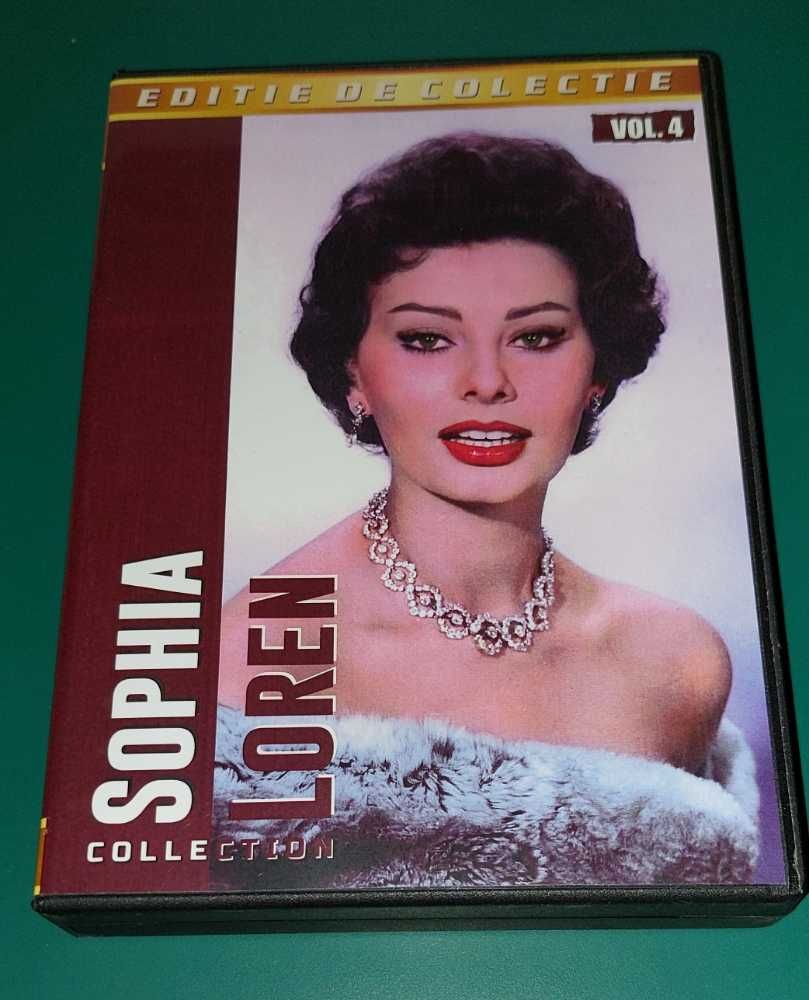 EDITIE DE COLECTIE
VOL. 4
SOPHIA
LOREN
COLLECTION